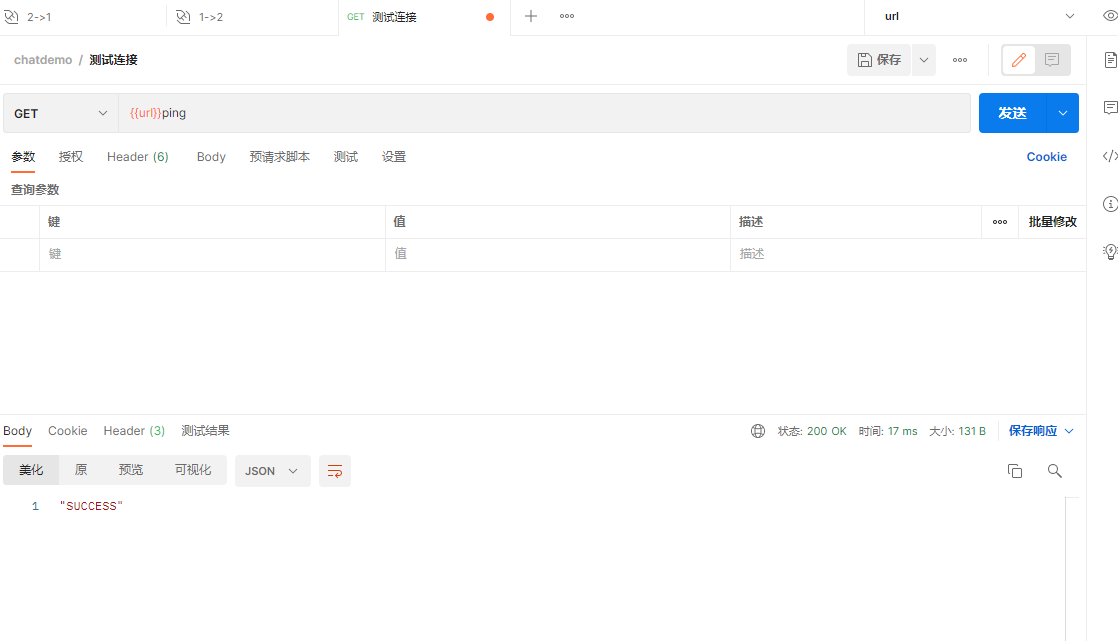 2->1 1->2 GET 测试连接 url
chatdemo / 测试连接 保存
GET {{url}}ping 发送
参数 授权 Header (6) Body 预请求脚本 测试 设置 Cookie
查询参数
键 值 描述 批量修改
键 值 描述
Body Cookie Header (3) 测试结果 状态: 200 OK 时间: 17 ms 大小: 131 B 保存响应
美化 原 预览 可视化 JSON
1 "SUCCESS"